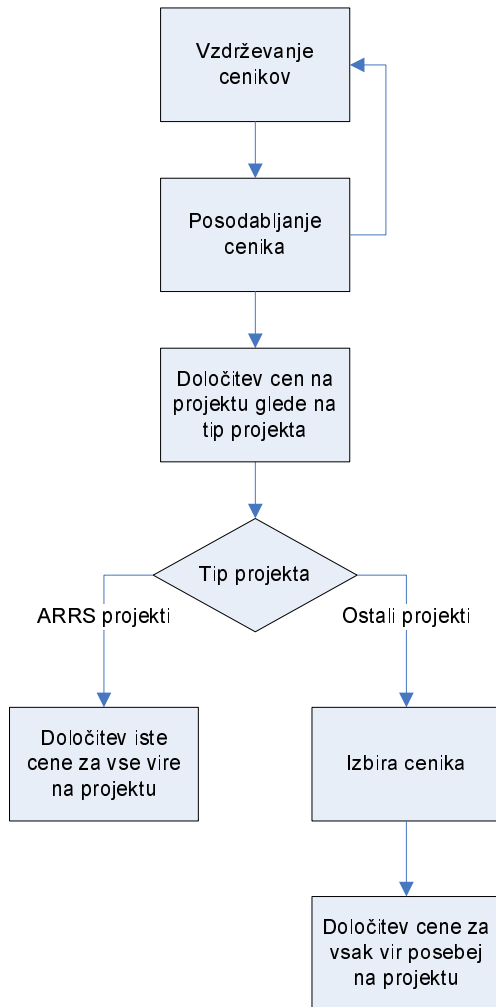 Vzdrževanje
cenikov
Posodabljanje
cenika
Določitev cen na
projektu glede na
tip projekta
Tip projekta
ARRS projekti
Ostali projekti
Določitev iste
cene za vse vire
na projektu
Izbira cenika
Določitev cene za
vsak vir posebej
na projektu